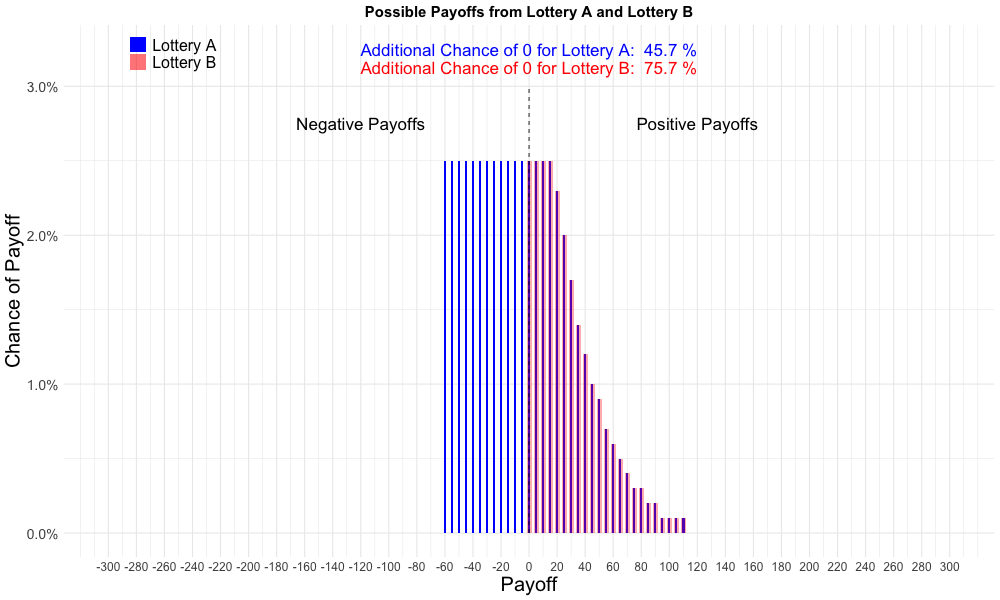 Possible Payoffs from Lottery A and Lottery B
Lottery A
Lottery B
Additional Chance of 0 for Lottery A: 45.7 %
Additional Chance of 0 for Lottery B: 75.7 %
3.0%
Negative Payoffs
Positive Payoffs
2.0%
1.0%
0.0%
Chance of Payoff
-300 -280 -260 -240 -220 -200 -180 -160 -140 -120 -100 -80 -60 -40 -20 0 20 40 60 80 100 120 140 160 180 200 220 240 260 280 300
Payoff